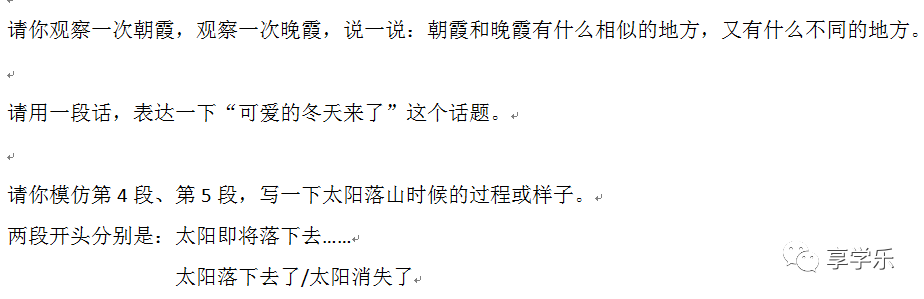 请你观察一次朝霞，观察一次晚霞，说一说：朝霞和晚霞有什么相似的地方，又有什么不同的地方。
请用一段话，表达一下“可爱的冬天来了”这个话题。
请你模仿第 4 段、第 5 段，写一下太阳落山时候的过程或样子。
两段开头分别是：太阳即将落下去……
太阳落下去了/太阳消失了
享学乐